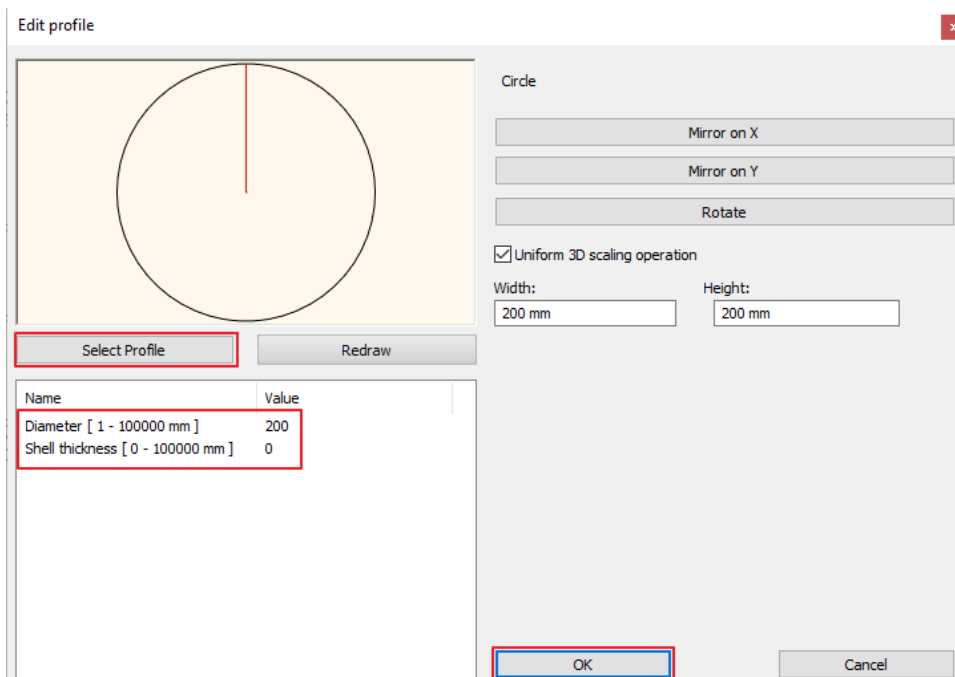 Edit profile
Circle
Mirror on X
Mirror on Y
Rotate
Uniform 3D scaling operation
Width: Height:
200 mm 200 mm
Select Profile Redraw
Name Value
Diameter [ 1 - 100000 mm ] 200
Shell thickness [ 0 - 100000 mm ] 0
OK Cancel